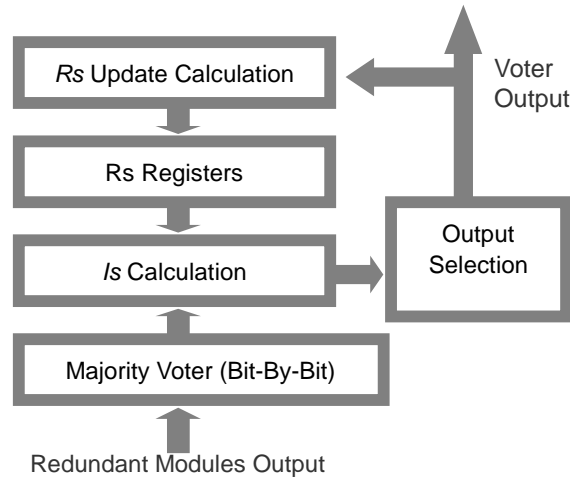 Rs Update Calculation
Voter
Output
Rs Registers
Is Calculation
Output
Selection
Majority Voter (Bit-By-Bit)
Redundant Modules Output